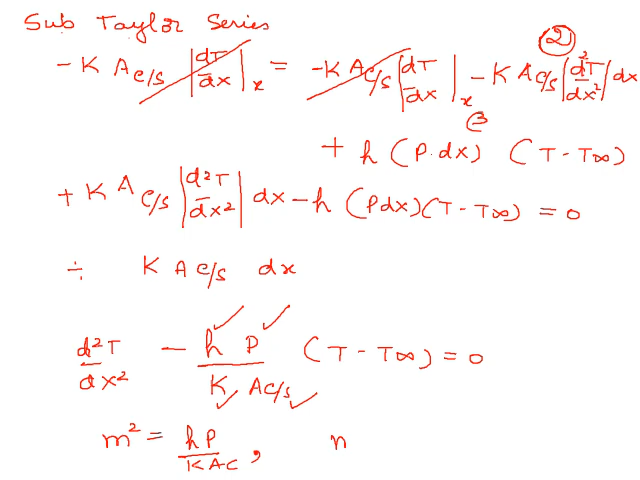 Sub Taylor Series
②
-K A c/s |dT/dx|ₓ = -K A c/s |dT/dx|ₓ - K A c/s |d²T/dx²| dx
+ h (P.dx) (T-T∞)
+ K A c/s |d²T/dx²| dx - h (Pdx)(T-T∞) = 0
÷ K A c/s dx
d²T/dx² - hP/(K Ac/s) (T-T∞) = 0
m² = hP/KAC , n